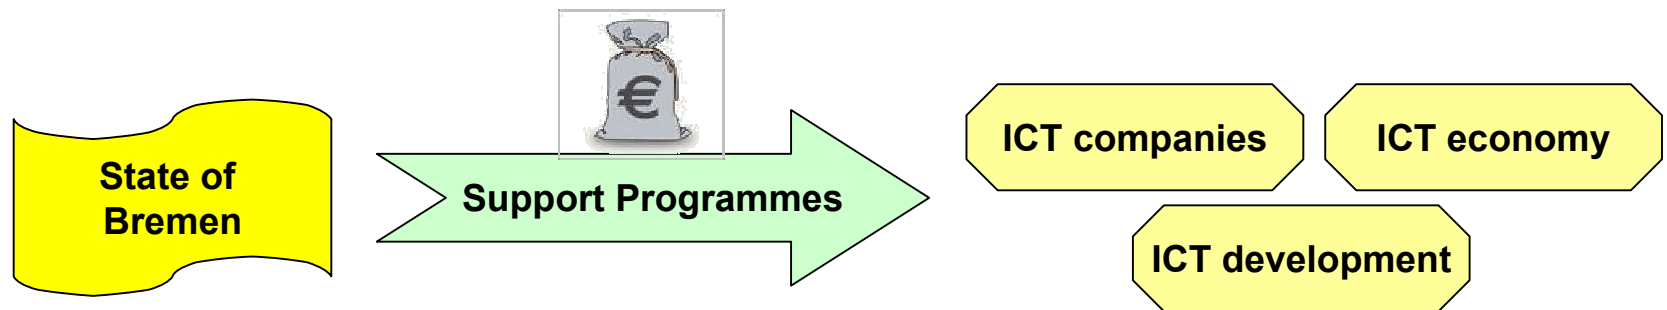 State of
Bremen
€
Support Programmes
ICT companies
ICT economy
ICT development